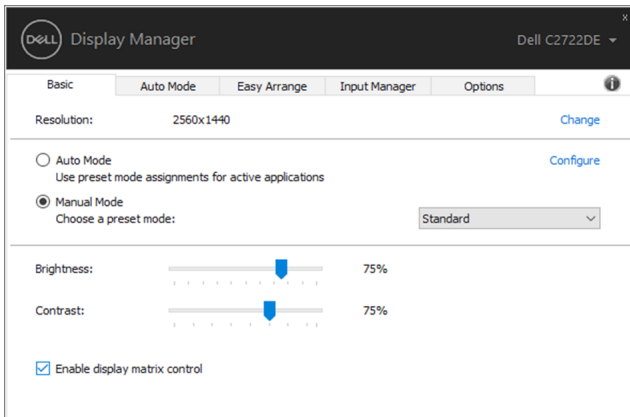 x
DELL Display Manager
Dell C2722DE
Basic Auto Mode Easy Arrange Input Manager Options i
Resolution: 2560x1440 Change
Auto Mode Configure
Use preset mode assignments for active applications
Manual Mode
Choose a preset mode: Standard
Brightness: 75%
Contrast: 75%
Enable display matrix control